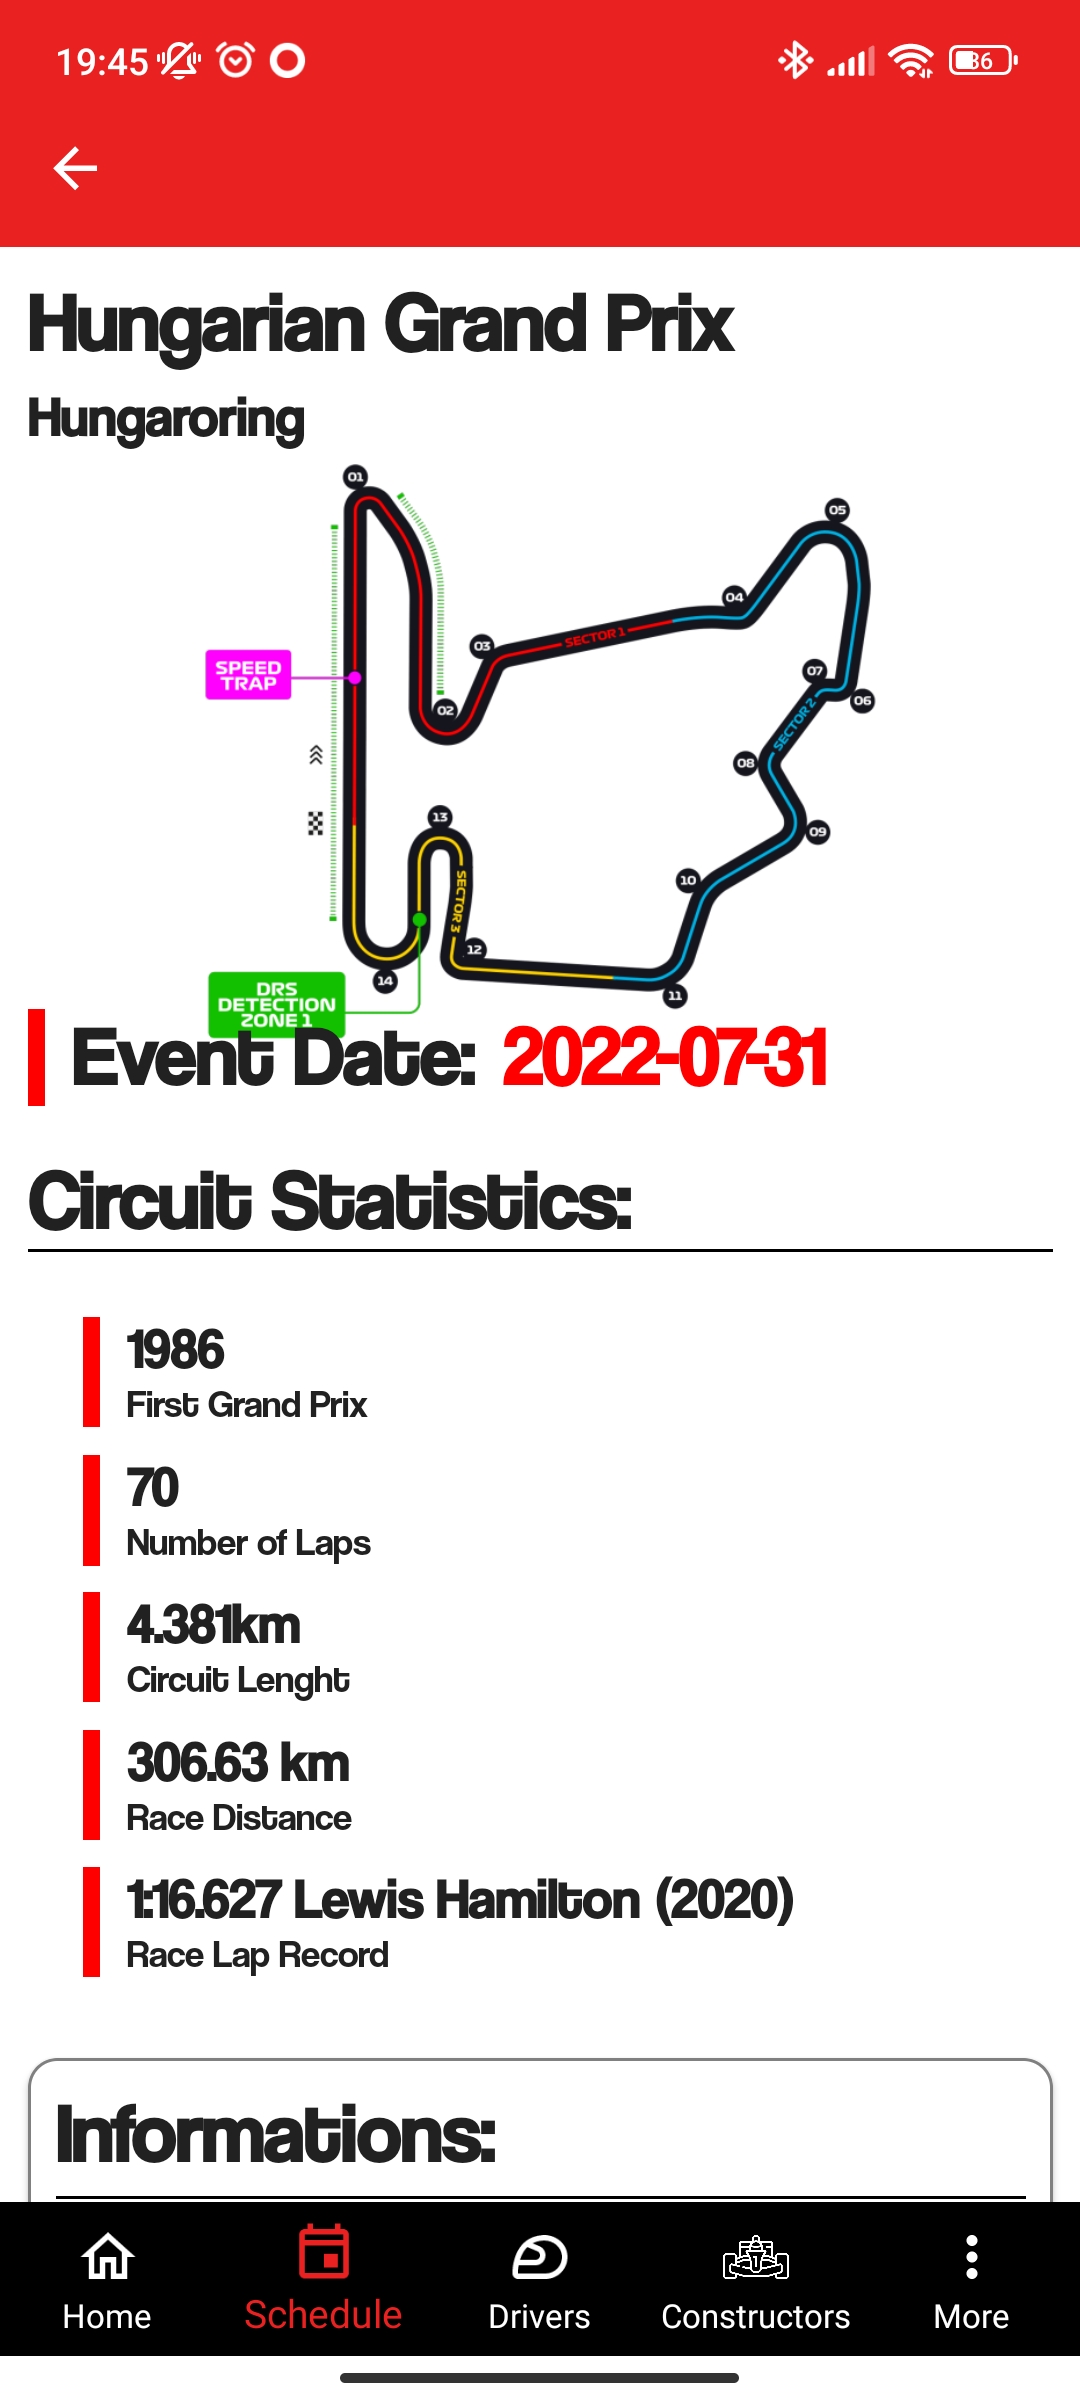 19:45
36
Hungarian Grand Prix
Hungaroring
01
05
04
03
SPEED
TRAP
SECTOR 1
07
02
06
SECTOR 2
08
13
09
10
SECTOR 3
12
14
11
DRS
DETECTION
ZONE 1
Event Date: 2022-07-31
Circuit Statistics:
1986
First Grand Prix
70
Number of Laps
4.381km
Circuit Lenght
306.63 km
Race Distance
1:16.627 Lewis Hamilton (2020)
Race Lap Record
Informations:
Home
Schedule
Drivers
Constructors
More